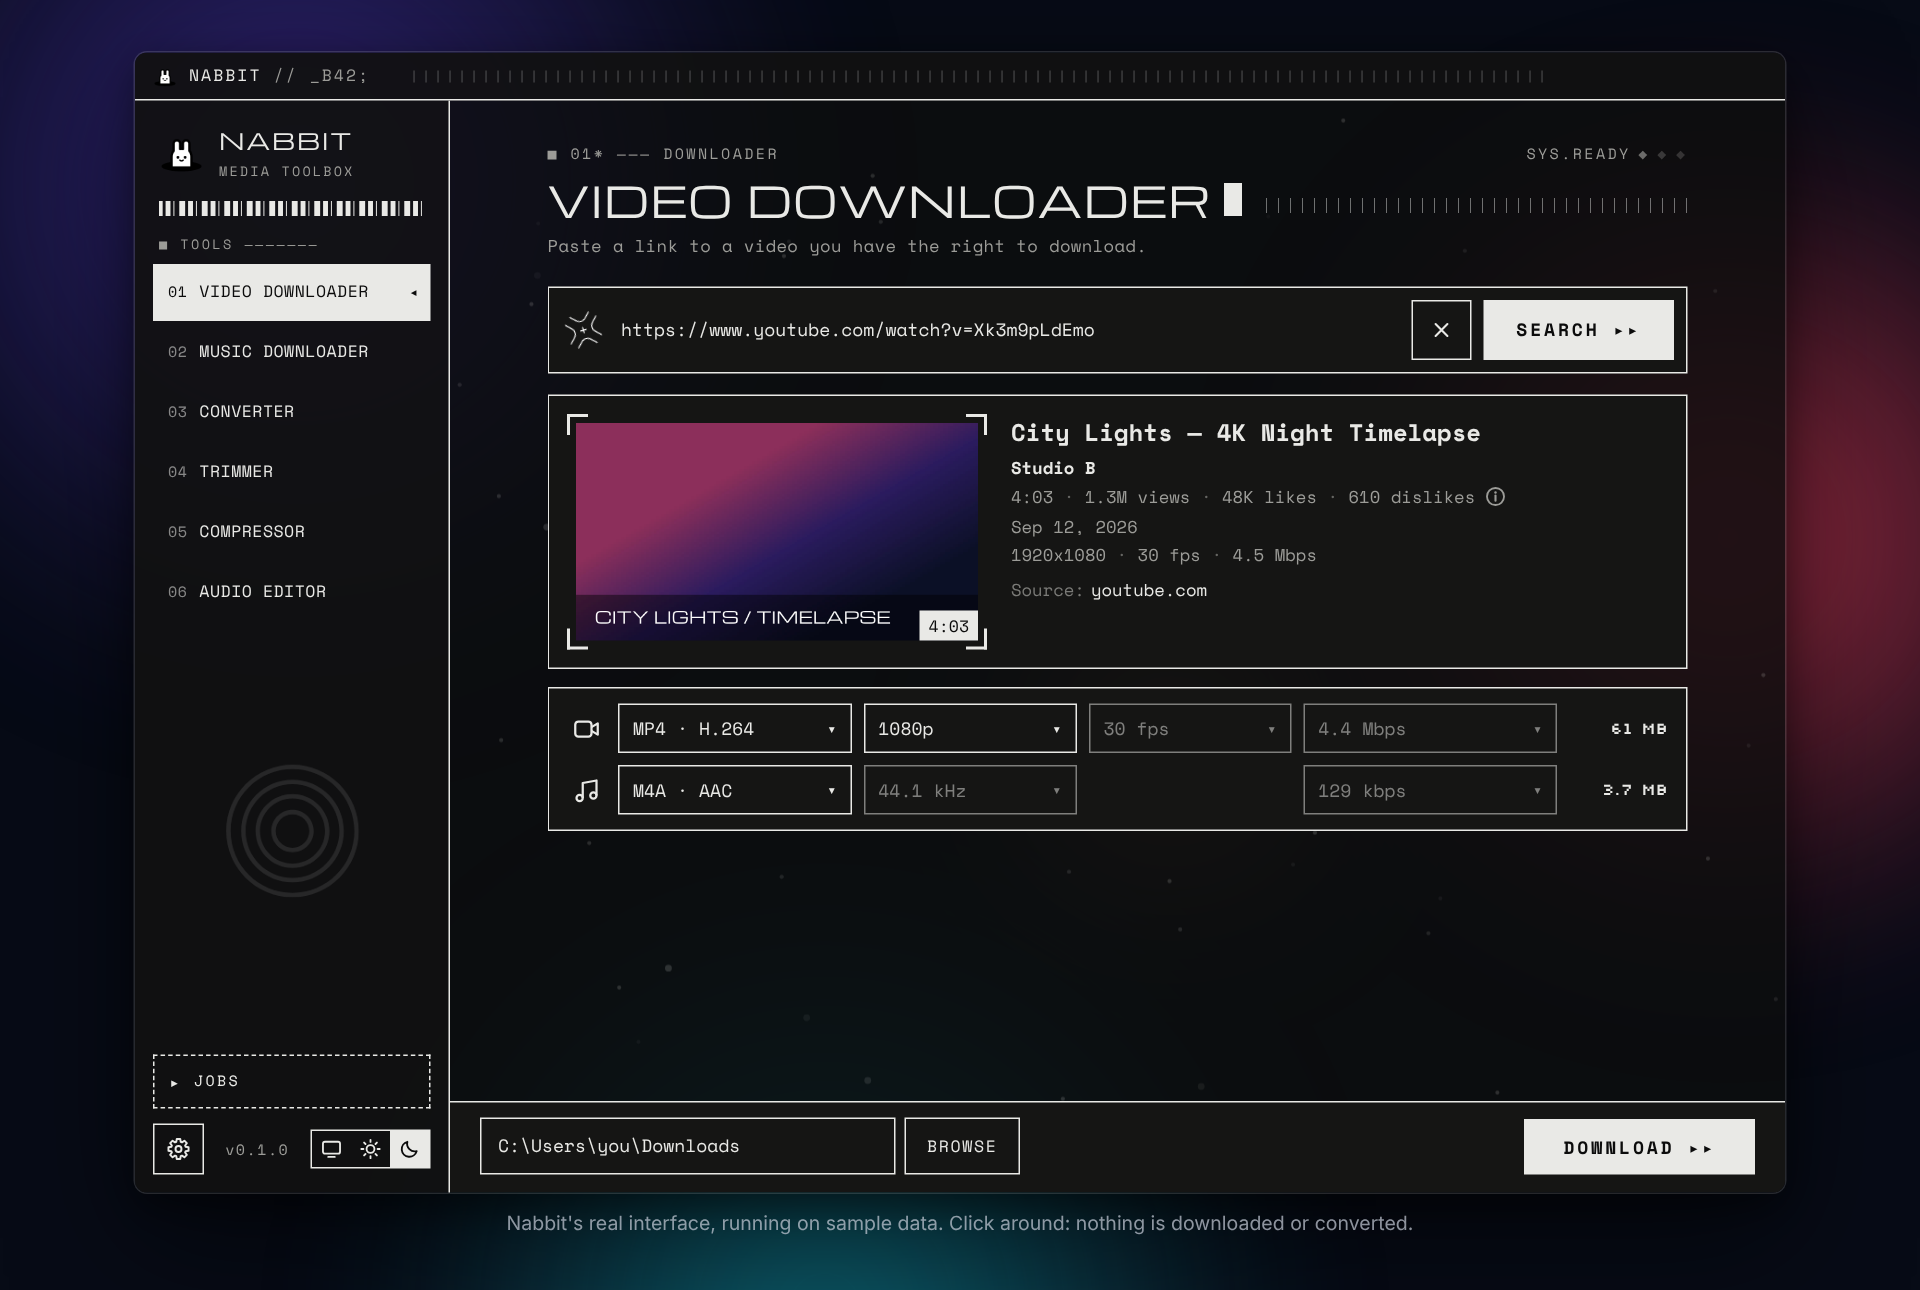 NABBIT // _B42;
NABBIT
MEDIA TOOLBOX
TOOLS ———————
01 VIDEO DOWNLOADER
02 MUSIC DOWNLOADER
03 CONVERTER
04 TRIMMER
05 COMPRESSOR
06 AUDIO EDITOR
JOBS
v0.1.0
01* ——— DOWNLOADER
SYS.READY
VIDEO DOWNLOADER
Paste a link to a video you have the right to download.
https://www.youtube.com/watch?v=Xk3m9pLdEmo
SEARCH
CITY LIGHTS / TIMELAPSE
4:03
City Lights — 4K Night Timelapse
Studio B
4:03 · 1.3M views · 48K likes · 610 dislikes
Sep 12, 2026
1920x1080 · 30 fps · 4.5 Mbps
Source: youtube.com
MP4 · H.264 1080p 30 fps 4.4 Mbps 61 MB
M4A · AAC 44.1 kHz 129 kbps 3.7 MB
C:\Users\you\Downloads
BROWSE
DOWNLOAD
Nabbit's real interface, running on sample data. Click around: nothing is downloaded or converted.